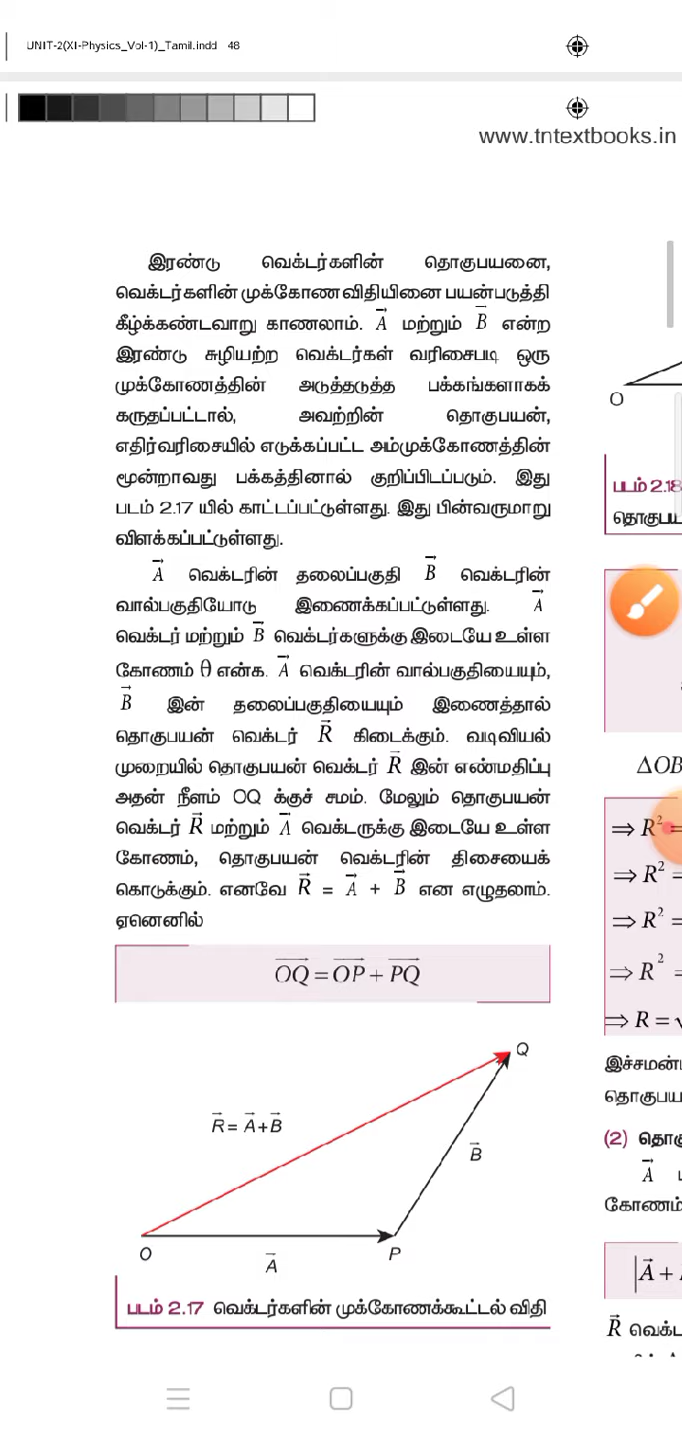 UNIT-2(XI-Physics_Vol-1)_Tamil.indd 48
www.tntextbooks.in
இரண்டு வெக்டர்களின் தொகுபயனை,
வெக்டர்களின் முக்கோண விதியினை பயன்படுத்தி
கீழ்க்கண்டவாறு காணலாம். A⃗ மற்றும் B⃗ என்ற
இரண்டு சுழியற்ற வெக்டர்கள் வரிசைபடி ஒரு
முக்கோணத்தின் அடுத்தடுத்த பக்கங்களாகக்
கருதப்பட்டால், அவற்றின் தொகுபயன்,
எதிர்வரிசையில் எடுக்கப்பட்ட அம்முக்கோணத்தின்
மூன்றாவது பக்கத்தினால் குறிப்பிடப்படும். இது
படம் 2.17 யில் காட்டப்பட்டுள்ளது. இது பின்வருமாறு
விளக்கப்பட்டுள்ளது.
A⃗ வெக்டரின் தலைப்பகுதி B⃗ வெக்டரின்
வால்பகுதியோடு இணைக்கப்பட்டுள்ளது. A⃗
வெக்டர் மற்றும் B⃗ வெக்டர்களுக்கு இடையே உள்ள
கோணம் θ என்க. A⃗ வெக்டரின் வால்பகுதியையும்,
B⃗ இன் தலைப்பகுதியையும் இணைத்தால்
தொகுபயன் வெக்டர் R⃗ கிடைக்கும். வடிவியல்
முறையில் தொகுபயன் வெக்டர் R⃗ இன் எண்மதிப்பு
அதன் நீளம் OQ க்குச் சமம். மேலும் தொகுபயன்
வெக்டர் R⃗ மற்றும் A⃗ வெக்டருக்கு இடையே உள்ள
கோணம், தொகுபயன் வெக்டரின் திசையைக்
கொடுக்கும். எனவே R⃗ = A⃗ + B⃗ என எழுதலாம்.
ஏனெனில்
OQ⃗ = OP⃗ + PQ⃗
Q
R⃗ = A⃗+B⃗
B⃗
O
P
A⃗
படம் 2.17 வெக்டர்களின் முக்கோணக்கூட்டல் விதி
O
படம் 2.18
ΔOB
⇒ R² =
⇒ R² =
⇒ R² =
⇒ R² =
⇒ R = √
(2)
A⃗
|A⃗ +
R⃗